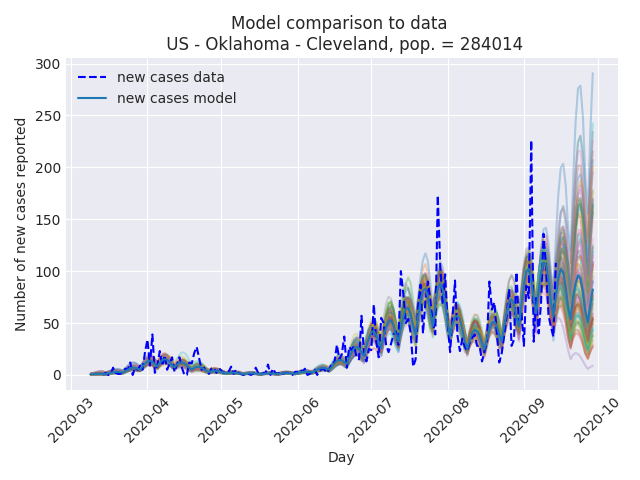 Model comparison to data
US - Oklahoma - Cleveland, pop. = 284014
300
250
200
150
100
50
0
Number of new cases reported
new cases data
new cases model
2020-03
2020-04
2020-05
2020-06
2020-07
2020-08
2020-09
2020-10
Day